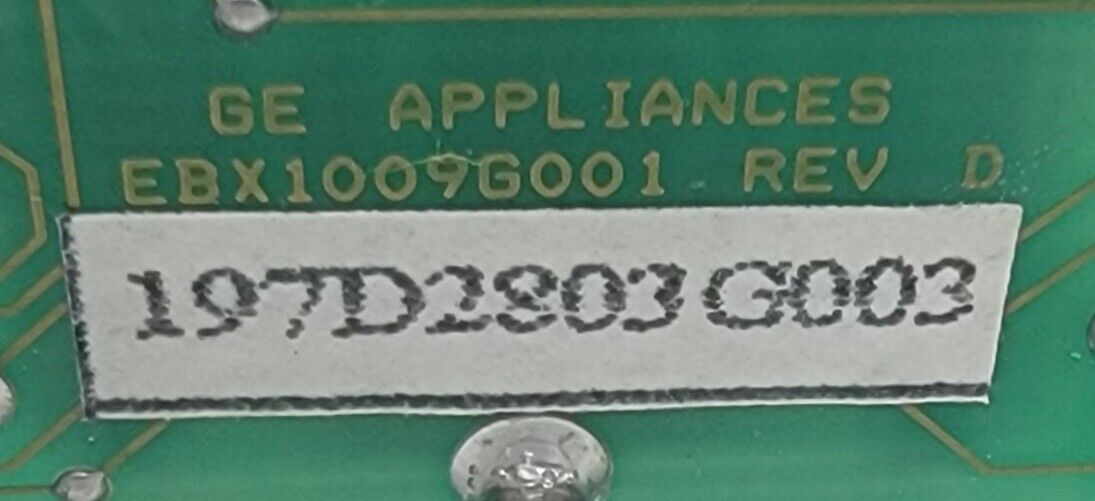 GE APPLIANCES
EBX1009G001 REV D
197D2803G003